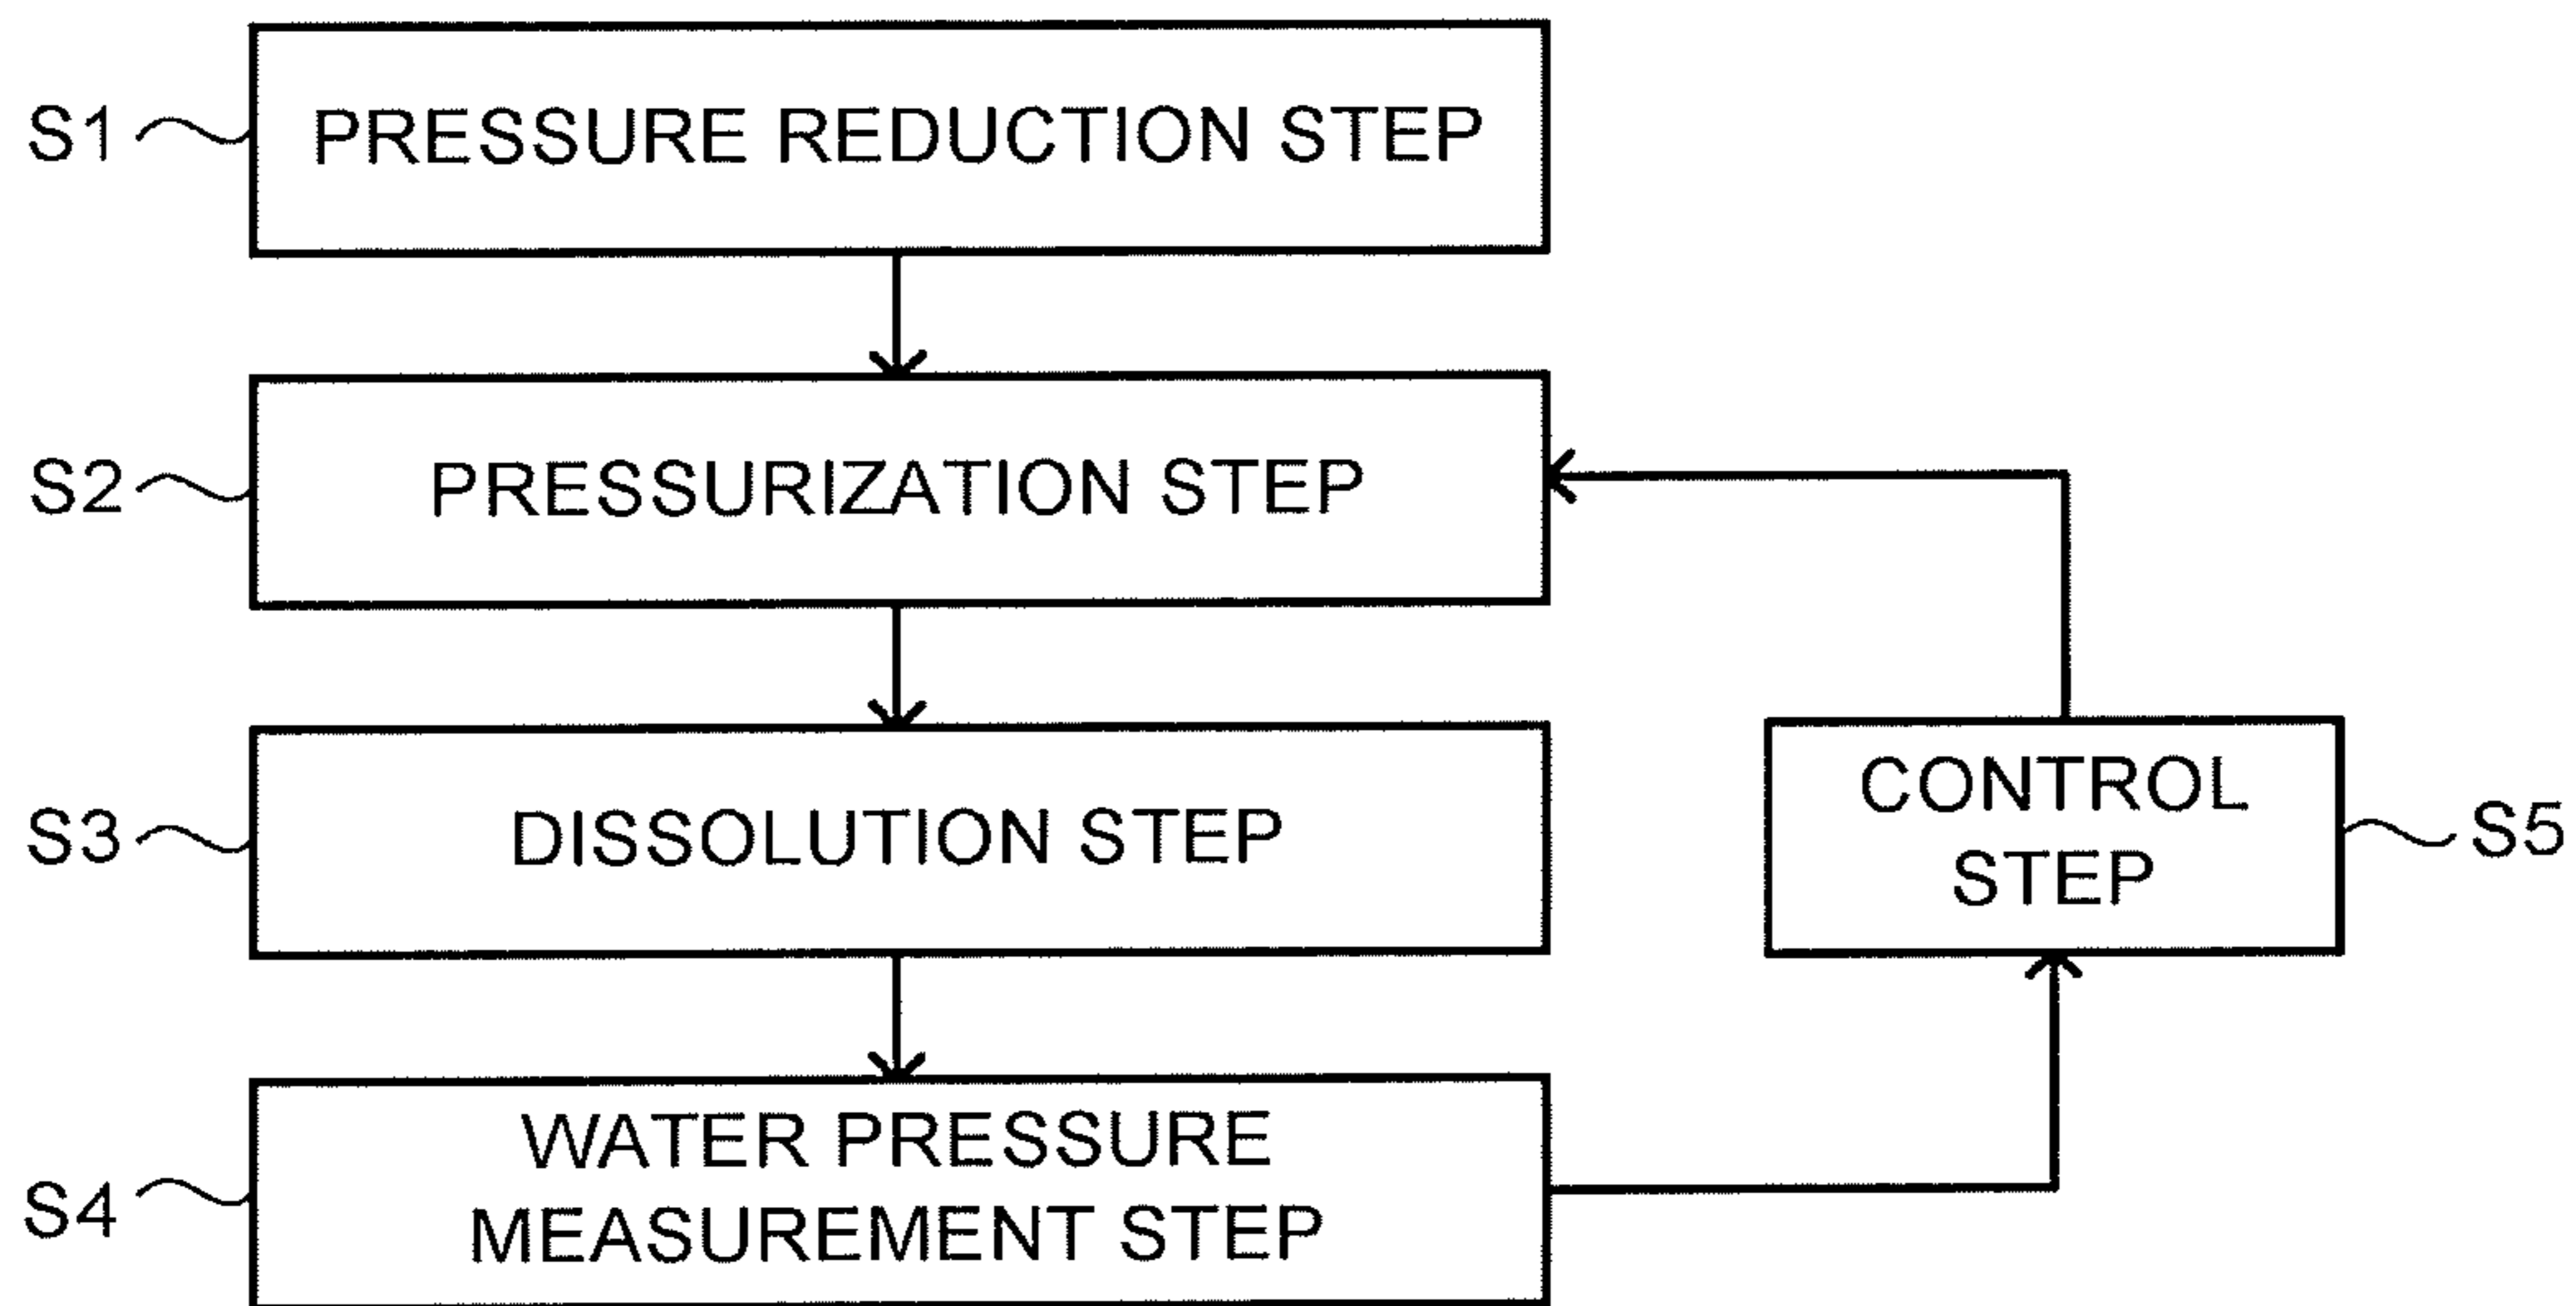 S1
PRESSURE REDUCTION STEP
S2
PRESSURIZATION STEP
S3
DISSOLUTION STEP
CONTROL
STEP
S5
S4
WATER PRESSURE
MEASUREMENT STEP